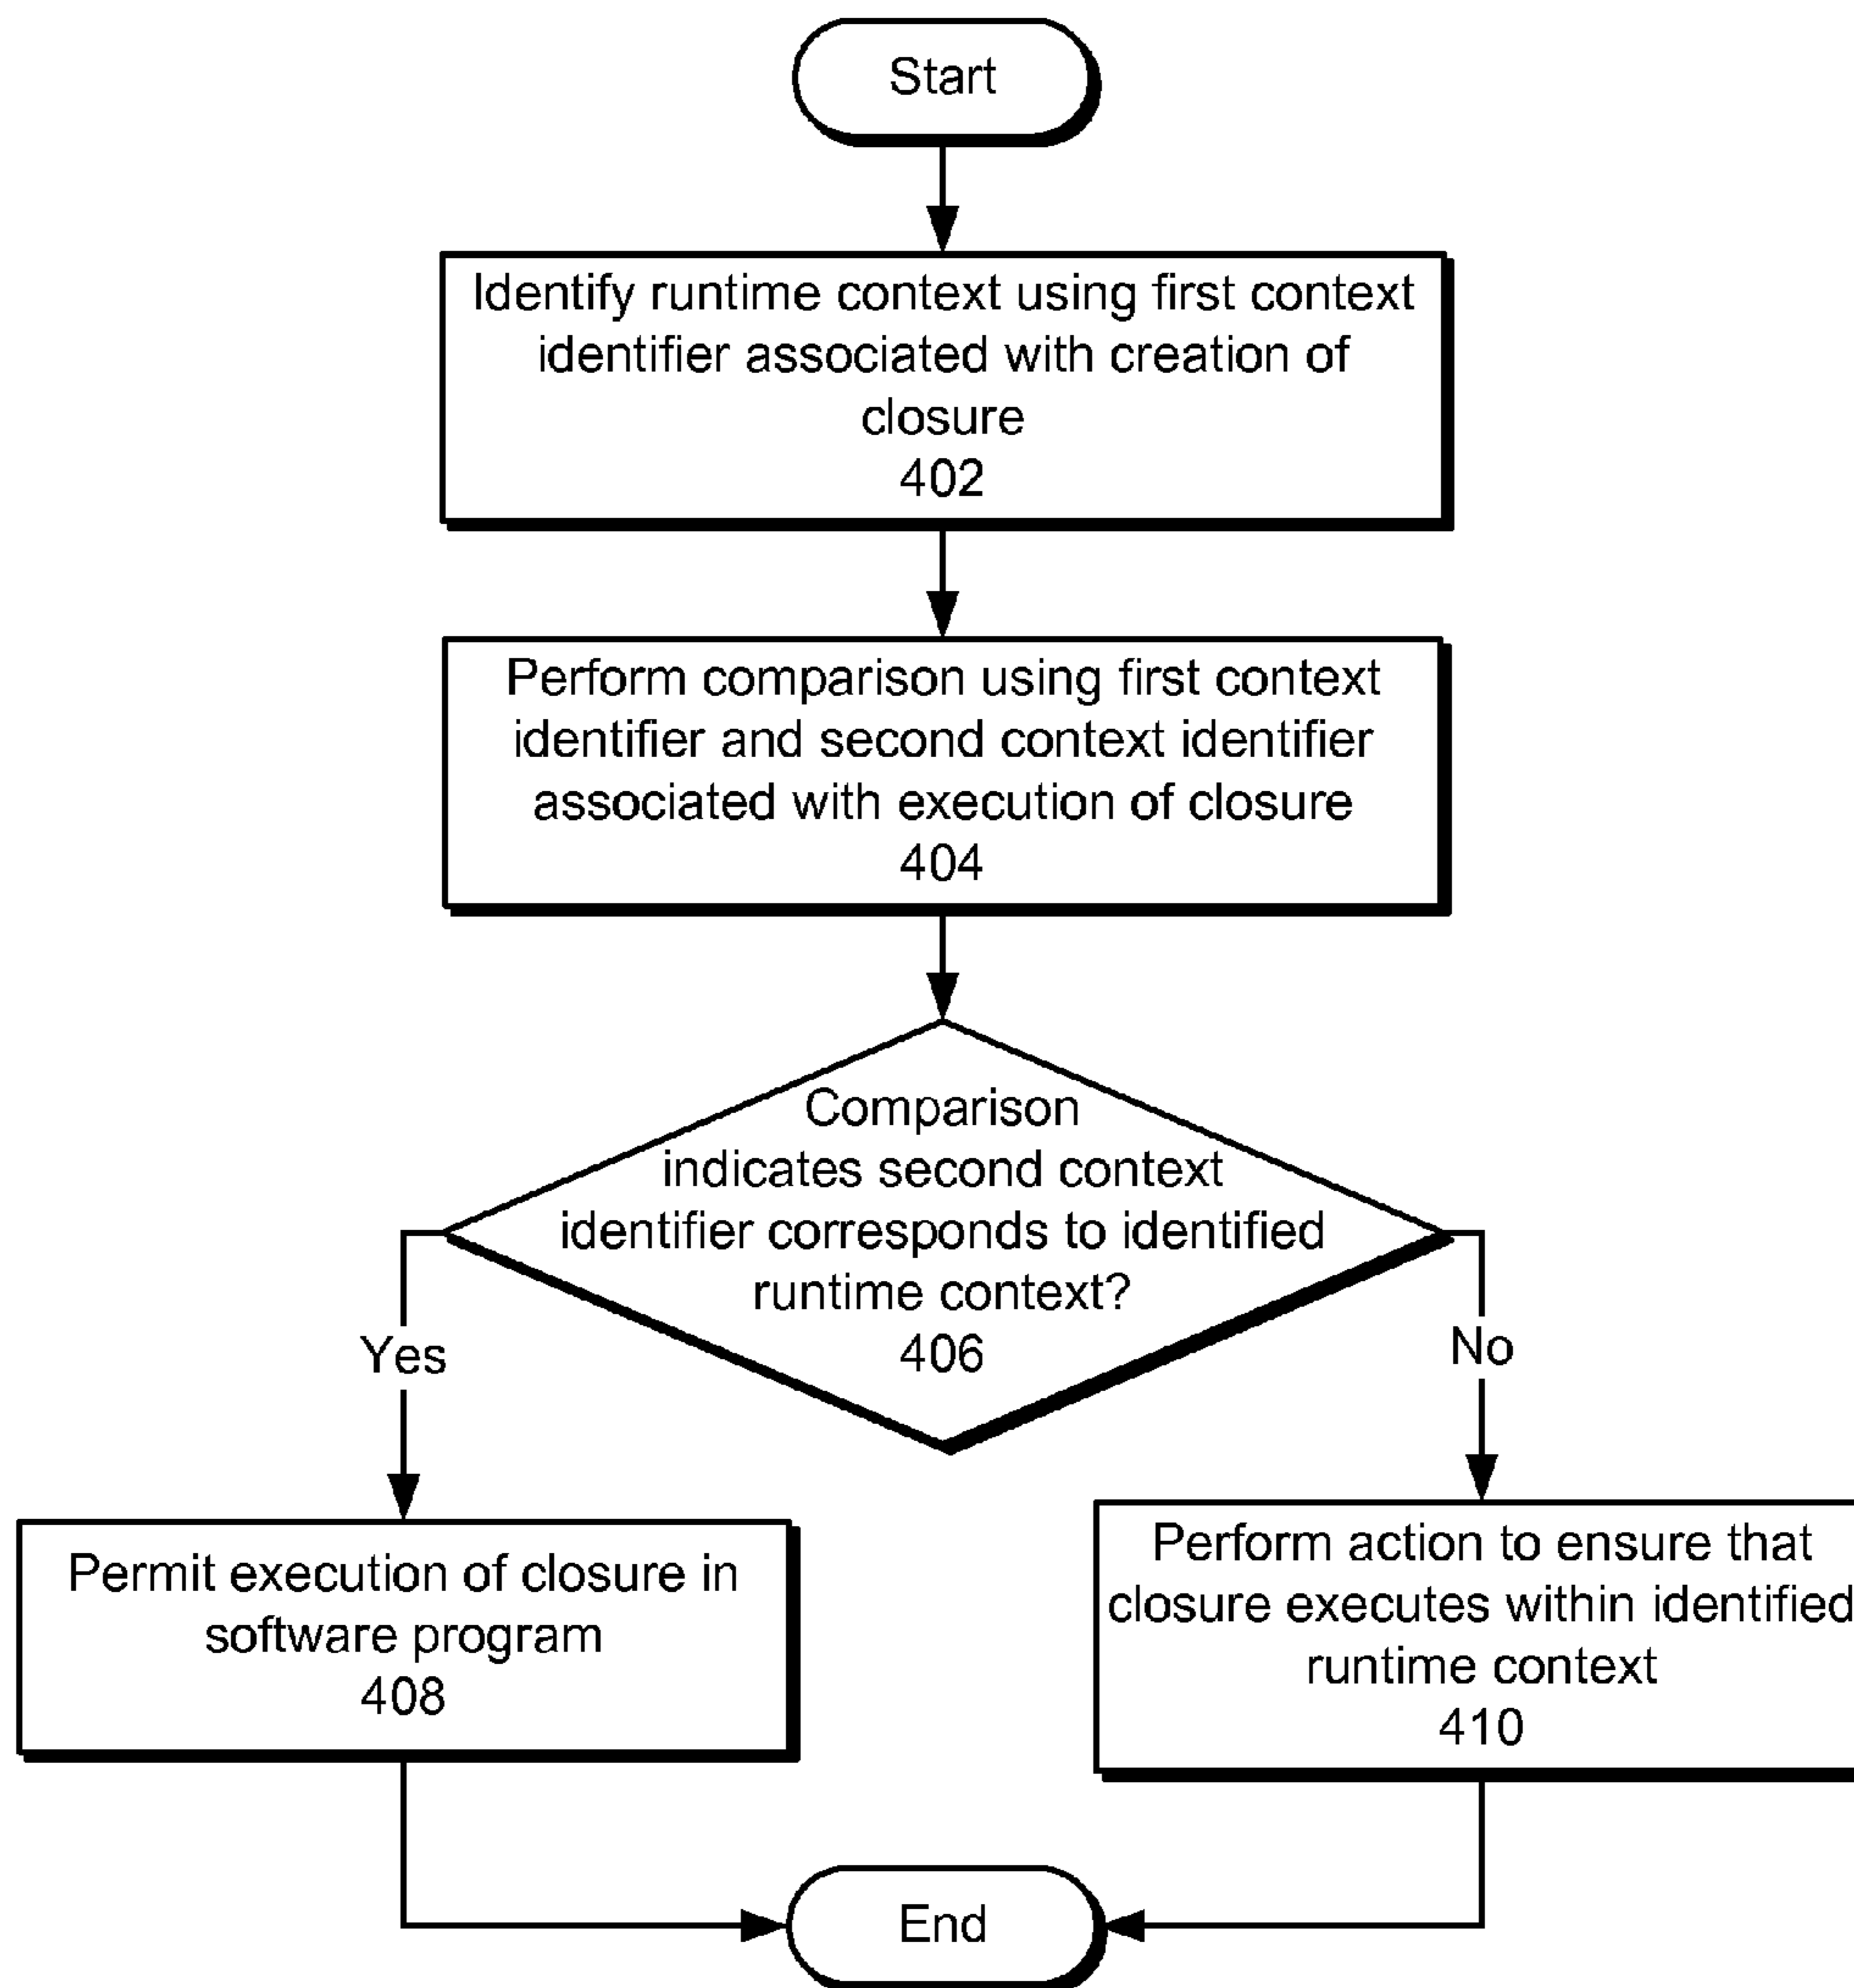 Start
Identify runtime context using first context
identifier associated with creation of
closure
402
Perform comparison using first context
identifier and second context identifier
associated with execution of closure
404
Comparison
indicates second context
identifier corresponds to identified
runtime context?
406
Yes
No
Permit execution of closure in
software program
408
Perform action to ensure that
closure executes within identified
runtime context
410
End